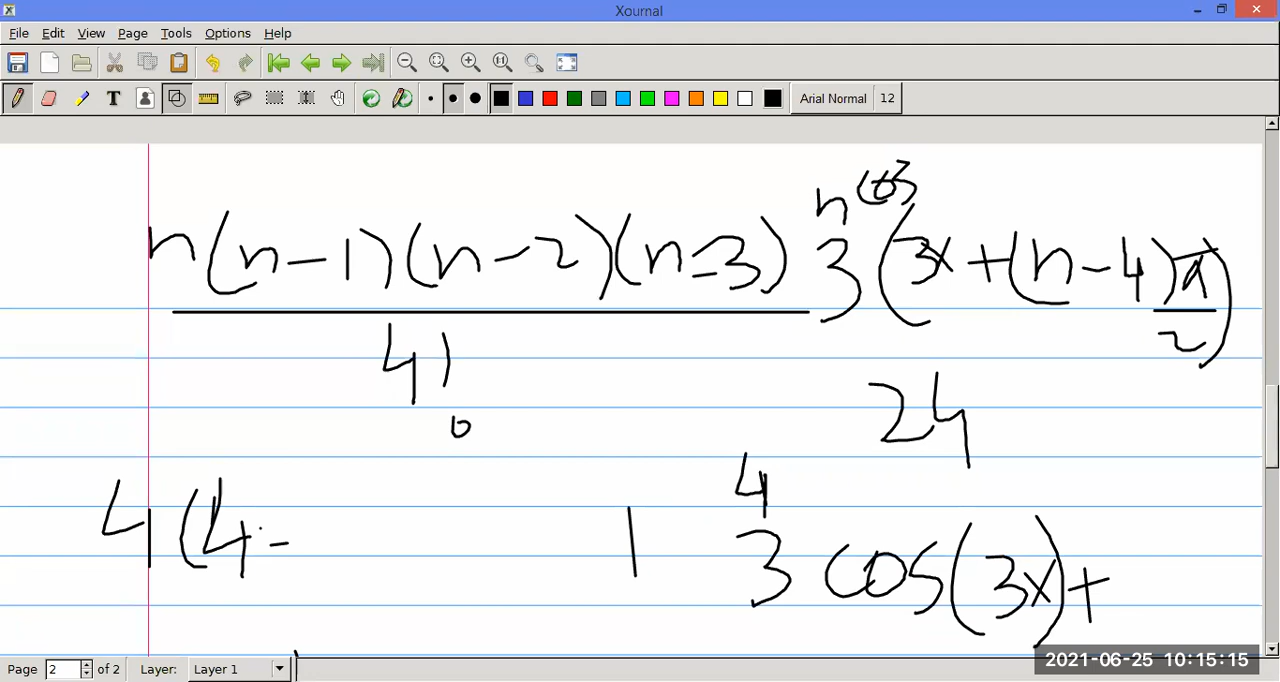 Xournal
File Edit View Page Tools Options Help
Arial Normal 12
n(n-1)(n-2)(n-3) 3^n cos(3x+(n-4)π/2)
4!
24
4(4- 1 3^4 cos(3x)+
Page 2 of 2 Layer: Layer 1
2021-06-25 10:15:15